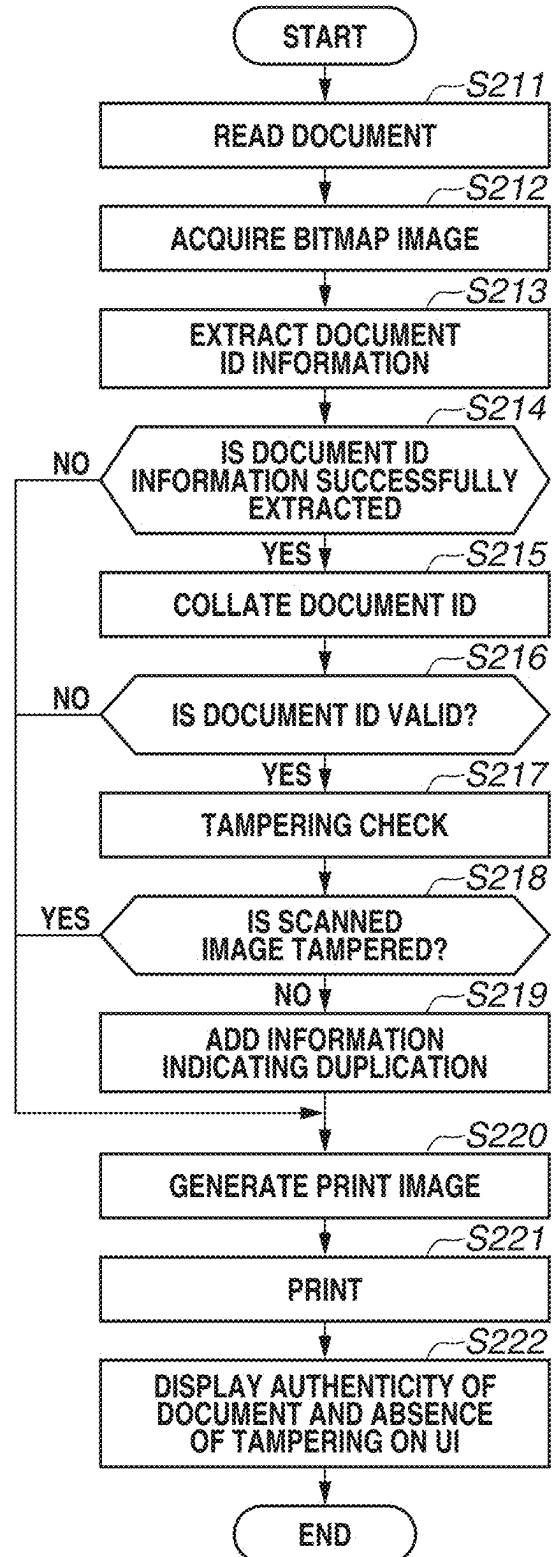 START
S211
READ DOCUMENT
S212
ACQUIRE BITMAP IMAGE
S213
EXTRACT DOCUMENT
ID INFORMATION
S214
NO
IS DOCUMENT ID
INFORMATION SUCCESSFULLY
EXTRACTED
YES
S215
COLLATE DOCUMENT ID
S216
NO
IS DOCUMENT ID VALID?
YES
S217
TAMPERING CHECK
S218
YES
IS SCANNED
IMAGE TAMPERED?
NO
S219
ADD INFORMATION
INDICATING DUPLICATION
S220
GENERATE PRINT IMAGE
S221
PRINT
S222
DISPLAY AUTHENTICITY OF
DOCUMENT AND ABSENCE
OF TAMPERING ON UI
END